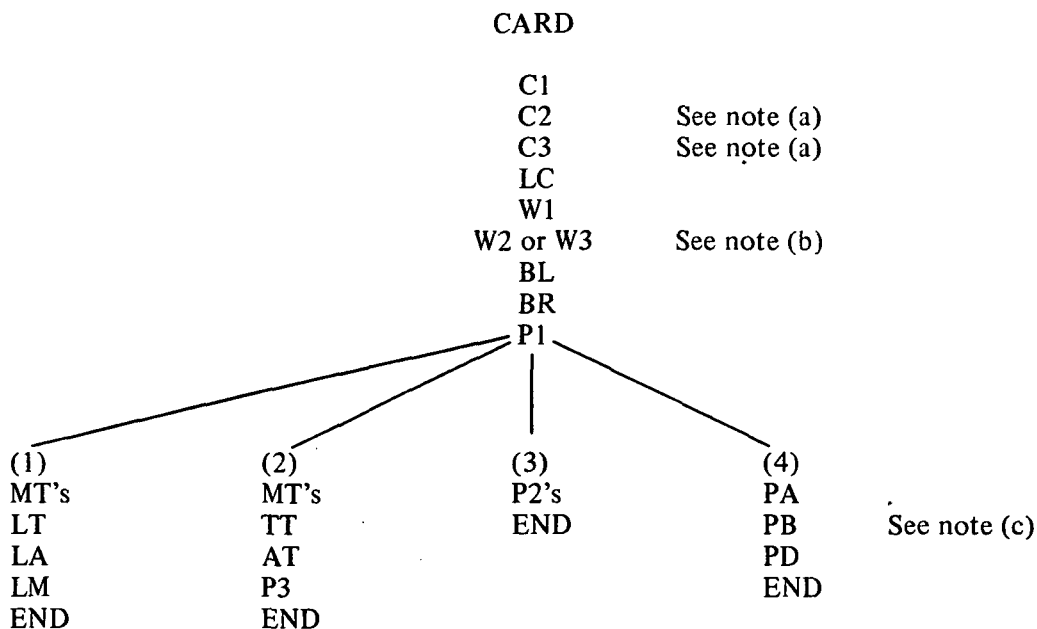 CARD
C1
C2 See note (a)
C3 See note (a)
LC
W1
W2 or W3 See note (b)
BL
BR
P1
(1) (2) (3) (4)
MT's MT's P2's PA
LT TT END PB See note (c)
LA AT PD
LM P3 END
END END